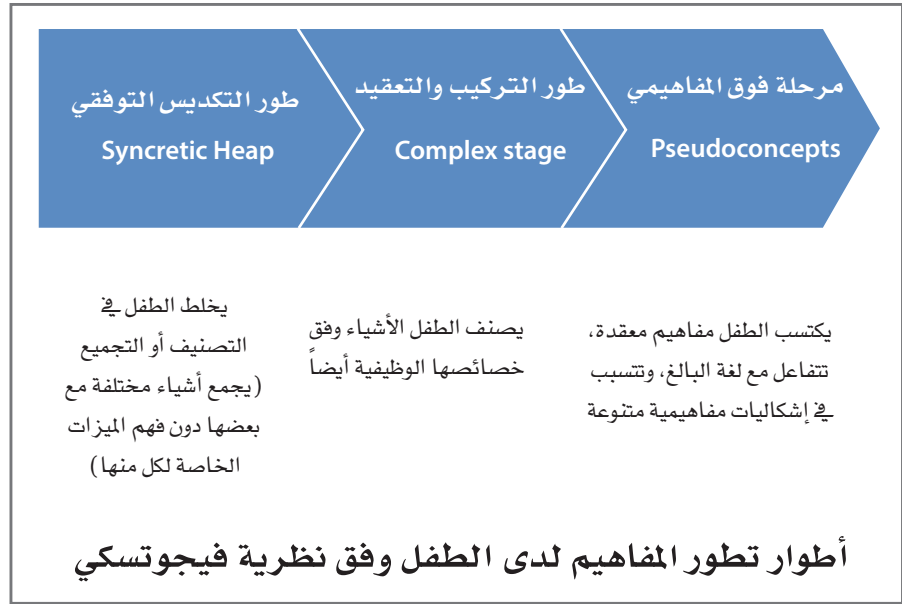 طور التكديس التوفقي
Syncretic Heap
طور التركيب والتعقيد
Complex stage
مرحلة فوق المفاهيمي
Pseudoconcepts
يخلط الطفل في
التصنيف أو التجميع
(يجمع أشياء مختلفة مع
بعضها دون فهم الميزات
الخاصة لكل منها)
يصنف الطفل الأشياء وفق
خصائصها الوظيفية أيضاً
يكتسب الطفل مفاهيم معقدة،
تتفاعل مع لغة البالغ، وتتسبب
في إشكاليات مفاهيمية متنوعة
أطوار تطور المفاهيم لدى الطفل وفق نظرية فيجوتسكي